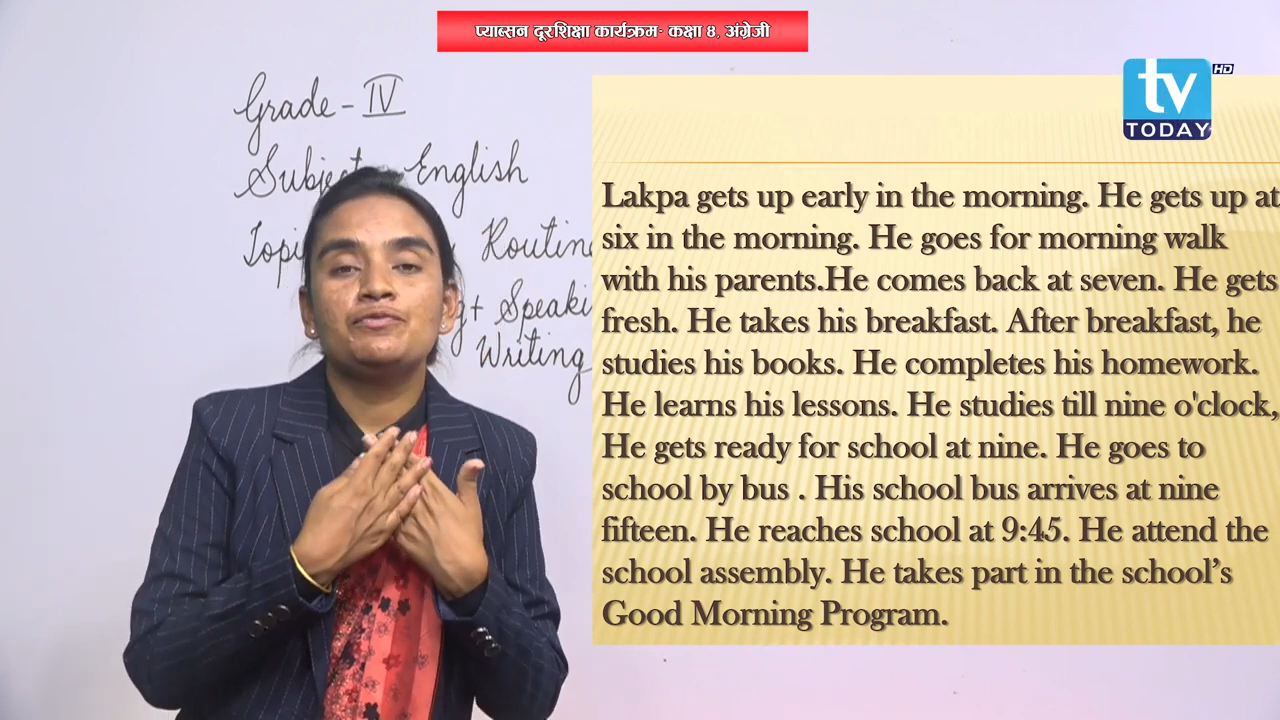 प्याब्सन दूरशिक्षा कार्यक्रम- कक्षा ४, अंग्रेजी
tv
HD
TODAY
Grade - IV
Subject English
Routine
+ Speaki
Writing
Lakpa gets up early in the morning. He gets up at
six in the morning. He goes for morning walk
with his parents.He comes back at seven. He gets
fresh. He takes his breakfast. After breakfast, he
studies his books. He completes his homework.
He learns his lessons. He studies till nine o'clock,
He gets ready for school at nine. He goes to
school by bus . His school bus arrives at nine
fifteen. He reaches school at 9:45. He attend the
school assembly. He takes part in the school’s
Good Morning Program.